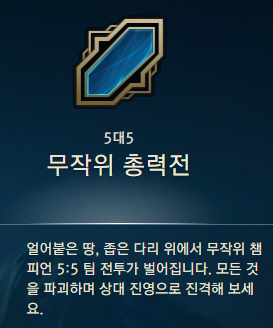 5대5
무작위 총력전
얼어붙은 땅, 좁은 다리 위에서 무작위 챔
피언 5:5 팀 전투가 벌어집니다. 모든 것
을 파괴하며 상대 진영으로 진격해 보세
요.